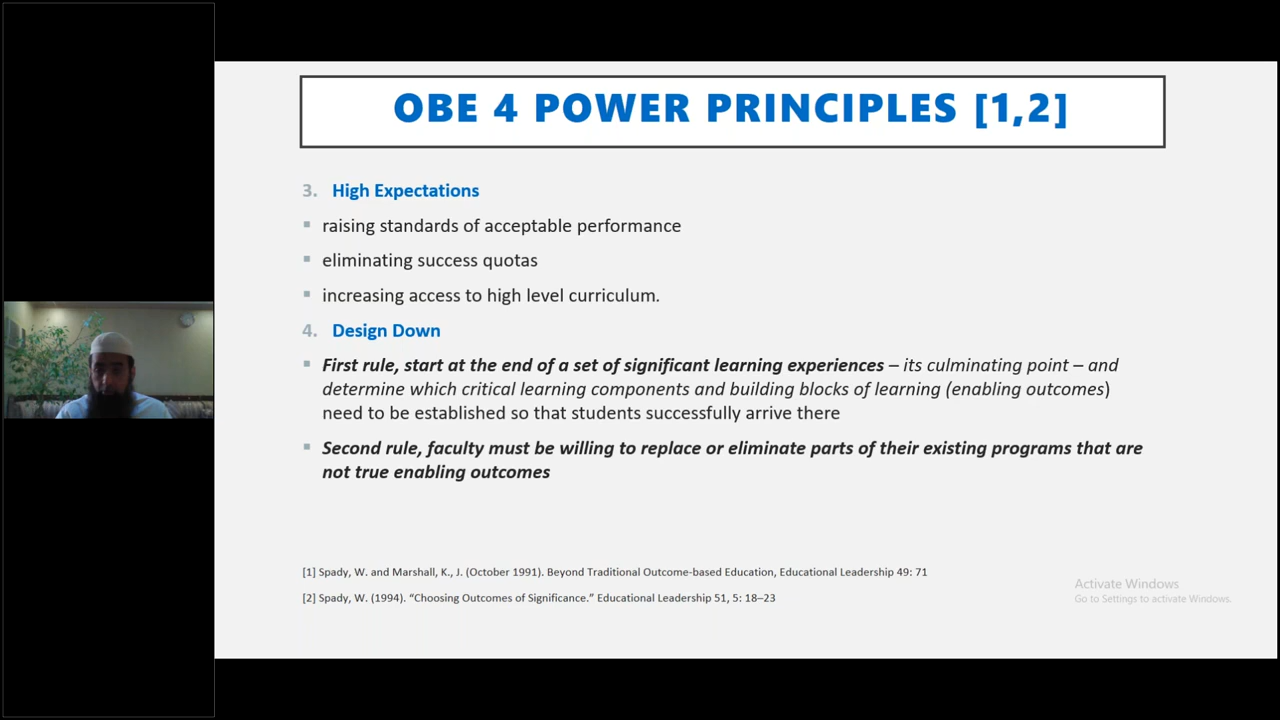 OBE 4 POWER PRINCIPLES [1,2]
3. High Expectations
▪ raising standards of acceptable performance
▪ eliminating success quotas
▪ increasing access to high level curriculum.
4. Design Down
▪ First rule, start at the end of a set of significant learning experiences – its culminating point – and
determine which critical learning components and building blocks of learning (enabling outcomes)
need to be established so that students successfully arrive there
▪ Second rule, faculty must be willing to replace or eliminate parts of their existing programs that are
not true enabling outcomes
[1] Spady, W. and Marshall, K., J. (October 1991). Beyond Traditional Outcome-based Education, Educational Leadership 49: 71
[2] Spady, W. (1994). “Choosing Outcomes of Significance.” Educational Leadership 51, 5: 18–23
Activate Windows
Go to Settings to activate Windows.